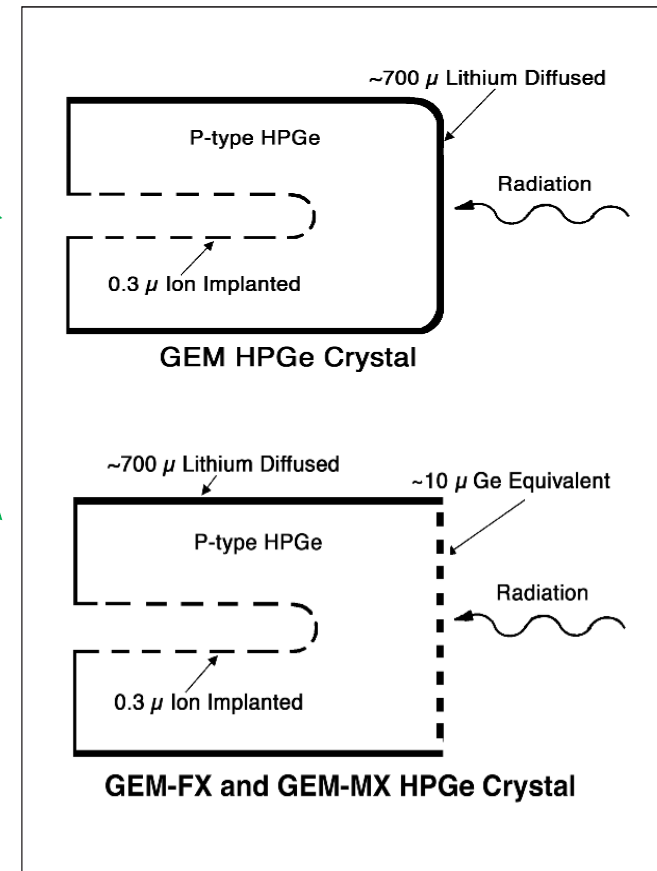 ~700 μ Lithium Diffused
P-type HPGe
Radiation
0.3 μ Ion Implanted
GEM HPGe Crystal
~700 μ Lithium Diffused
~10 μ Ge Equivalent
P-type HPGe
Radiation
0.3 μ Ion Implanted
GEM-FX and GEM-MX HPGe Crystal